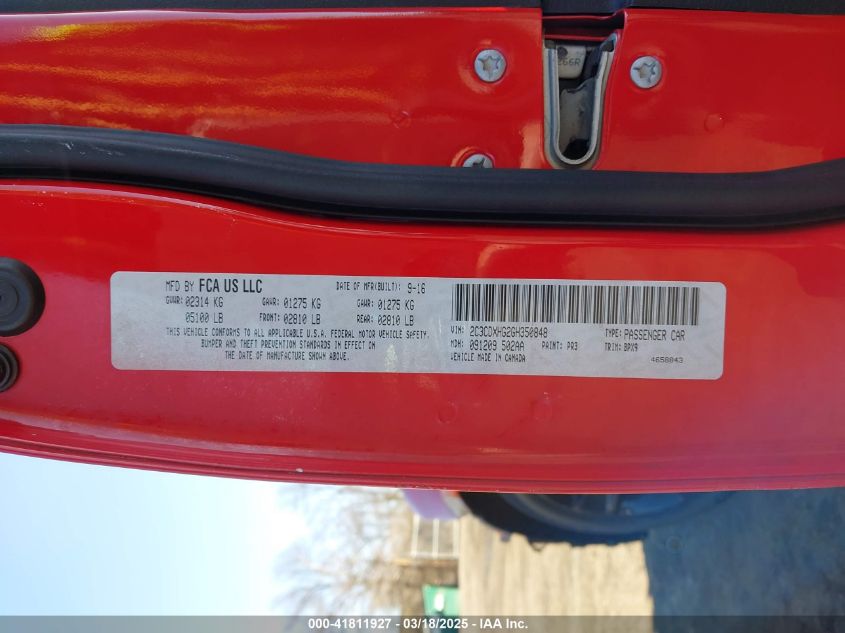 266R
MFD BY FCA US LLC DATE OF MFR(BUILT): 9-16
GVWR: 02314 KG GAWR: 01275 KG GAWR: 01275 KG
05100 LB FRONT: 02810 LB REAR: 02810 LB
THIS VEHICLE CONFORMS TO ALL APPLICABLE U.S.A. FEDERAL MOTOR VEHICLE SAFETY,
BUMPER AND THEFT PREVENTION STANDARDS IN EFFECT ON
THE DATE OF MANUFACTURE SHOWN ABOVE.
VIN: 2C3CDXHG2GH350848 TYPE: PASSENGER CAR
MDH: 091209 502AA PAINT: PR3 TRIM: BPX9
VEHICLE MADE IN CANADA 4658843
000-41811927 - 03/18/2025 - IAA Inc.